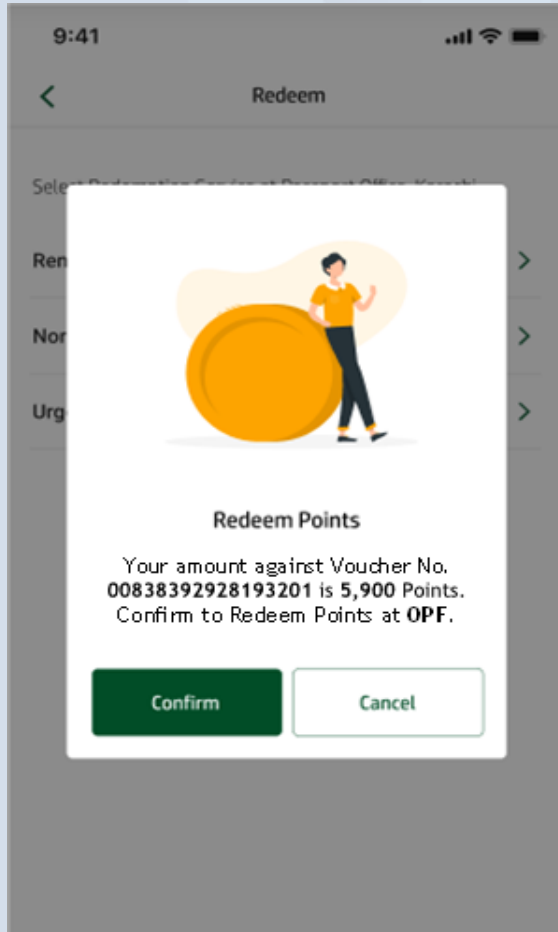 9:41
Redeem
Ren
Nor
Urg
Redeem Points
Your amount against Voucher No.
00838392928193201 is 5,900 Points.
Confirm to Redeem Points at OPF.
Confirm
Cancel